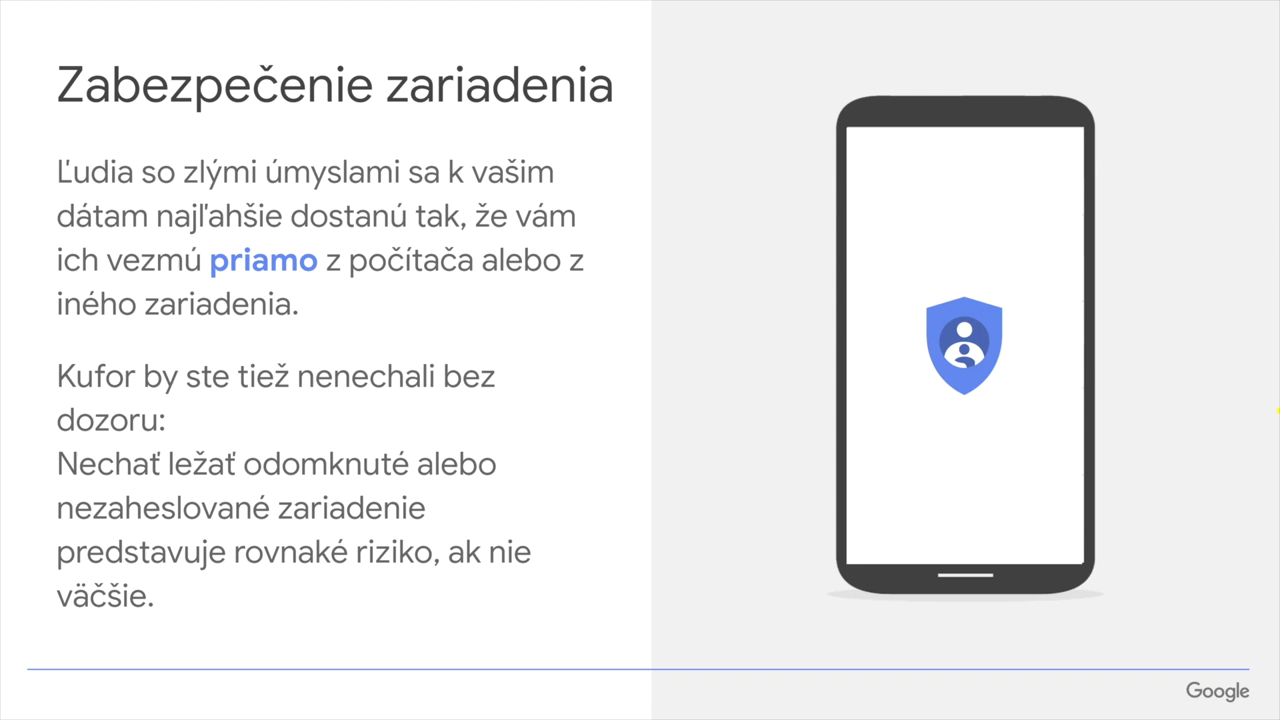 Zabezpečenie zariadenia
Ľudia so zlými úmyslami sa k vašim
dátam najľahšie dostanú tak, že vám
ich vezmú priamo z počítača alebo z
iného zariadenia.
Kufor by ste tiež nenechali bez
dozoru:
Nechať ležať odomknuté alebo
nezaheslované zariadenie
predstavuje rovnaké riziko, ak nie
väčšie.
Google